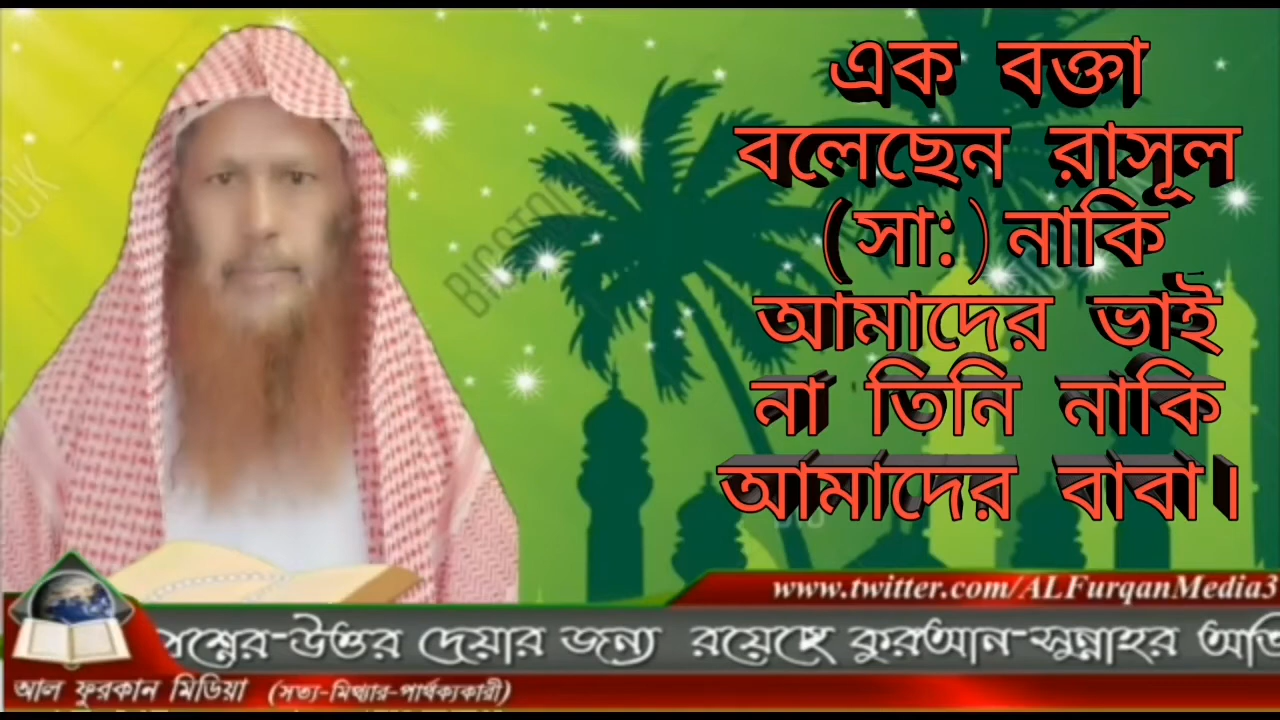 এক বক্তা
বলেছেন রাসূল
(সা:) নাকি
আমাদের ভাই
না তিনি নাকি
আমাদের বাবা।
www.twitter.com/ALFurqanMedia3
প্রশ্নের-উত্তর দেয়ার জন্য রয়েছে কুরআন-সুন্নাহর
আল ফুরকান মিডিয়া (সত্য-মিথ্যার-পার্থক্যকারী)
BIGSTOCK